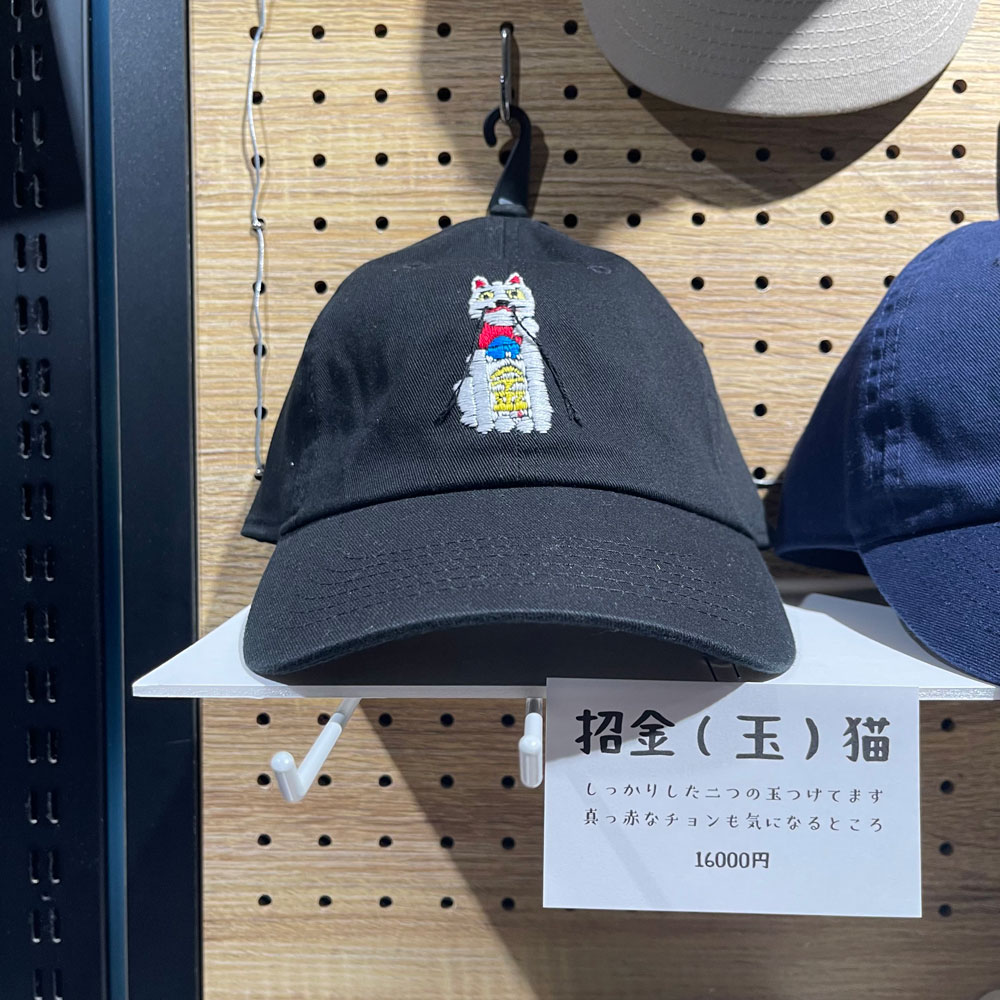 招金(玉)猫
しっかりした二つの玉つけてます
真っ赤なチョンも気になるところ
16000円